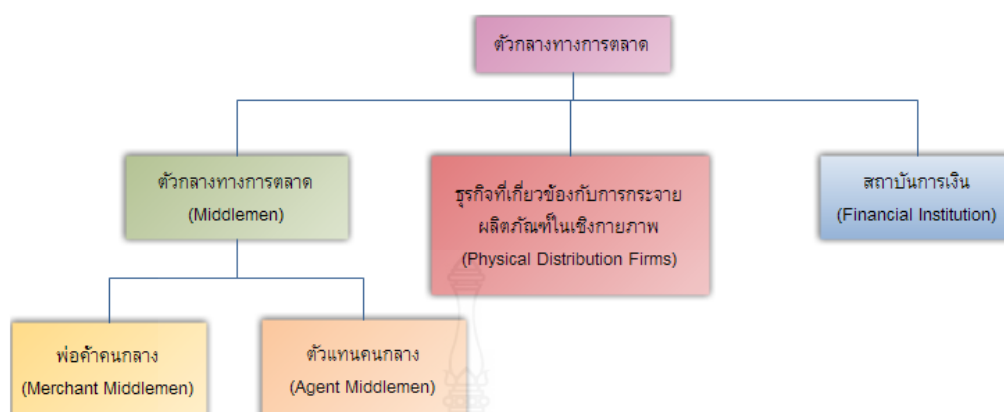 ตัวกลางทางการตลาด
ตัวกลางทางการตลาด
(Middlemen)
ธุรกิจที่เกี่ยวข้องกับการกระจาย
ผลิตภัณฑ์ในเชิงกายภาพ
(Physical Distribution Firms)
สถาบันการเงิน
(Financial Institution)
พ่อค้าคนกลาง
(Merchant Middlemen)
ตัวแทนคนกลาง
(Agent Middlemen)